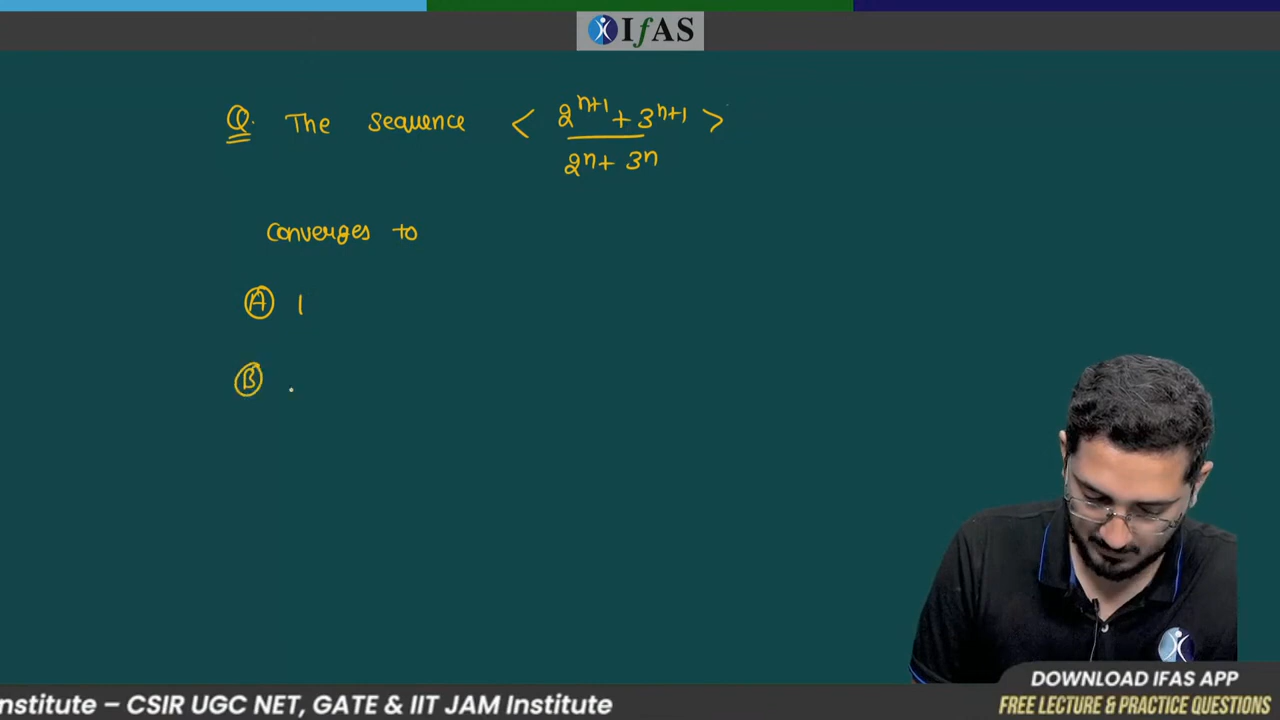 IfAS
Q. The sequence < \frac{2^{n+1} + 3^{n+1}}{2^n + 3^n} >
converges to
(A) 1
(B) .
DOWNLOAD IFAS APP
nstitute – CSIR UGC NET, GATE & IIT JAM Institute
FREE LECTURE & PRACTICE QUESTIONS